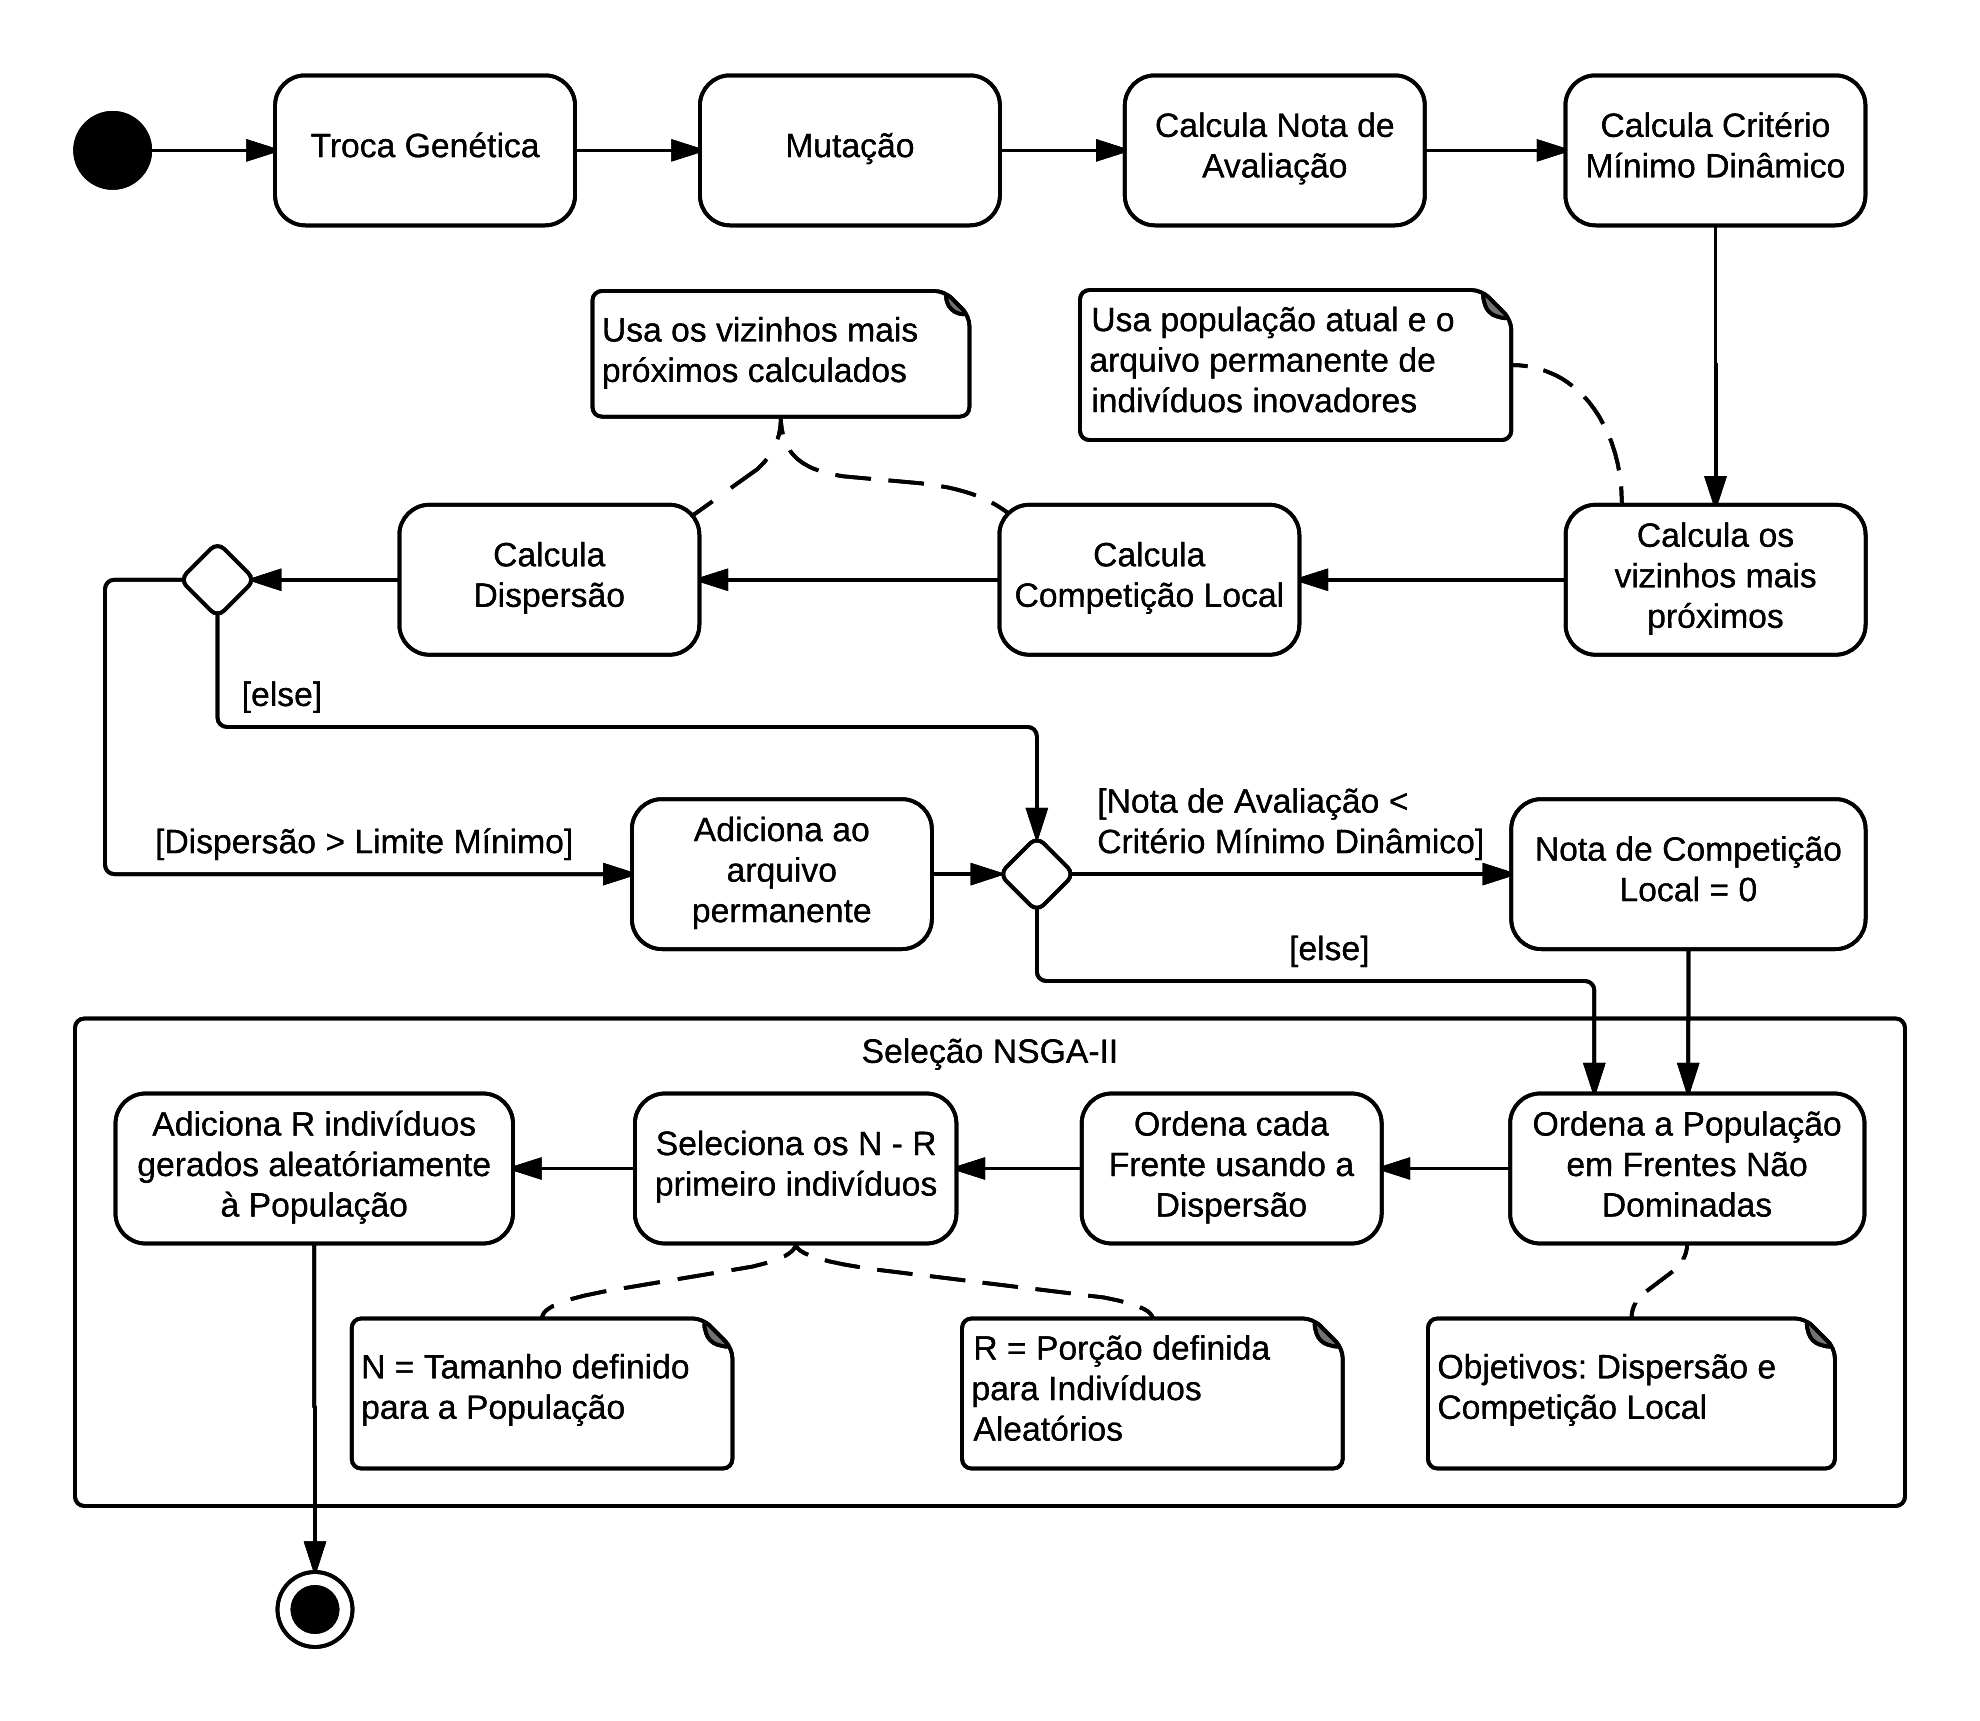 Troca Genética
Mutação
Calcula Nota de
Avaliação
Calcula Critério
Mínimo Dinâmico
Usa os vizinhos mais
próximos calculados
Usa população atual e o
arquivo permanente de
indivíduos inovadores
Calcula
Dispersão
Calcula
Competição Local
Calcula os
vizinhos mais
próximos
[else]
[Dispersão > Limite Mínimo]
Adiciona ao
arquivo
permanente
[Nota de Avaliação <
Critério Mínimo Dinâmico]
Nota de Competição
Local = 0
[else]
Seleção NSGA-II
Adiciona R indivíduos
gerados aleatóriamente
à População
Seleciona os N - R
primeiro indivíduos
Ordena cada
Frente usando a
Dispersão
Ordena a População
em Frentes Não
Dominadas
N = Tamanho definido
para a População
R = Porção definida
para Indivíduos
Aleatórios
Objetivos: Dispersão e
Competição Local